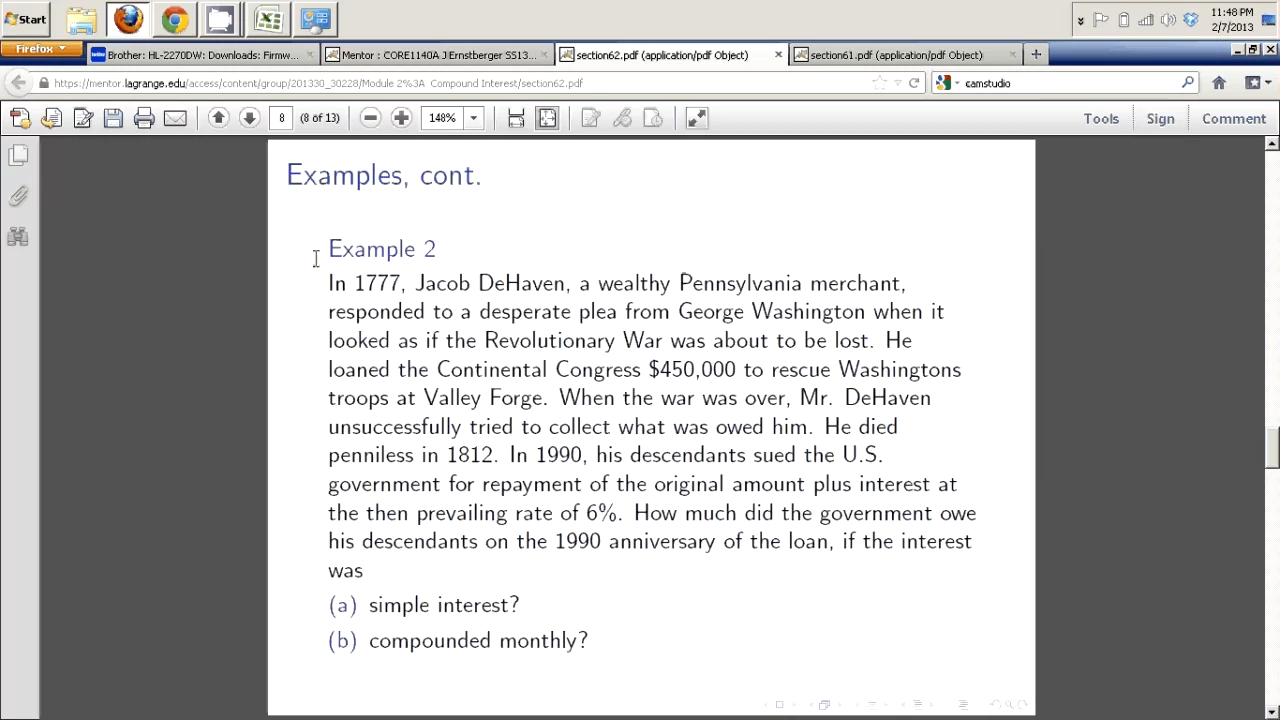 Start
11:48 PM
2/7/2013
Firefox
Brother: HL-2270DW: Downloads: Firmw...
Mentor : CORE1140A J Ernstberger SS13...
section62.pdf (application/pdf Object)
section61.pdf (application/pdf Object)
https://mentor.lagrange.edu/access/content/group/201330_30228/Module 2%3A Compound Interest/section62.pdf
camstudio
8 (8 of 13)
148%
Tools Sign Comment
Examples, cont.
Example 2
In 1777, Jacob DeHaven, a wealthy Pennsylvania merchant,
responded to a desperate plea from George Washington when it
looked as if the Revolutionary War was about to be lost. He
loaned the Continental Congress $450,000 to rescue Washingtons
troops at Valley Forge. When the war was over, Mr. DeHaven
unsuccessfully tried to collect what was owed him. He died
penniless in 1812. In 1990, his descendants sued the U.S.
government for repayment of the original amount plus interest at
the then prevailing rate of 6%. How much did the government owe
his descendants on the 1990 anniversary of the loan, if the interest
was
(a) simple interest?
(b) compounded monthly?